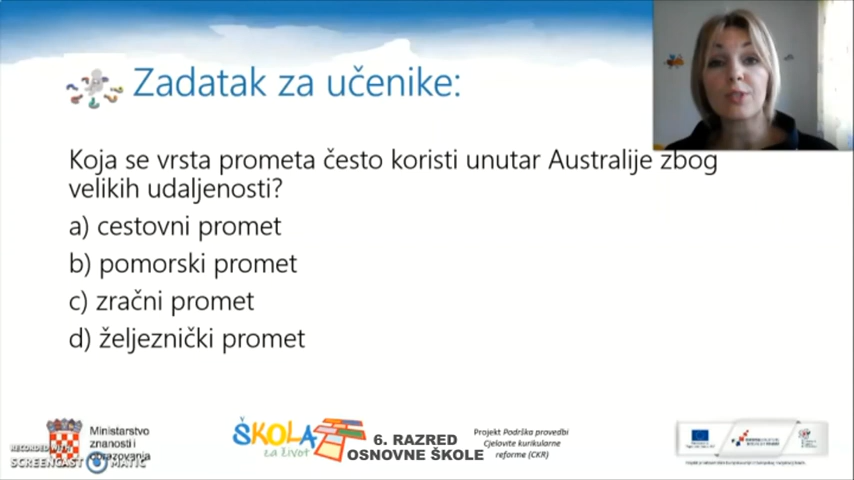 Zadatak za učenike:
Koja se vrsta prometa često koristi unutar Australije zbog
velikih udaljenosti?
a) cestovni promet
b) pomorski promet
c) zračni promet
d) željeznički promet
Ministarstvo
znanosti i
obrazovanja
RECORDED WITH
SCREENCAST MATIC
ŠKOLA
za život
6. RAZRED
OSNOVNE ŠKOLE
Projekt Podrška provedbi
Cjelovite kurikularne
reforme (CKR)